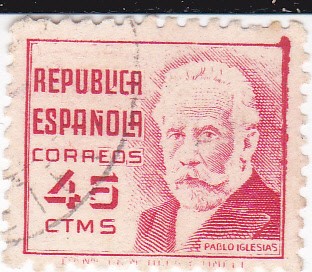 REPUBLICA
ESPAÑOLA
CORREOS
45
CTMS
PABLO IGLESIAS